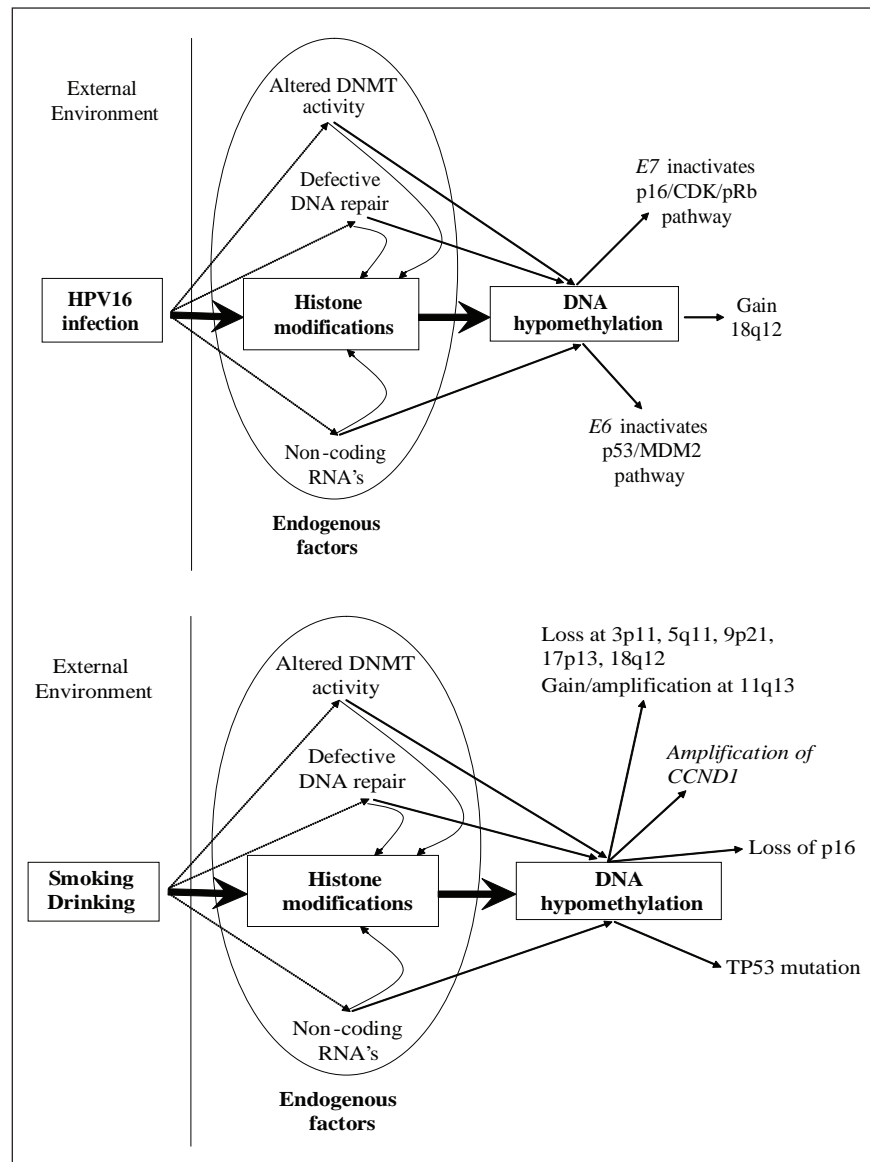 External
Environment
Altered DNMT
activity
Defective
DNA repair
HPV16
infection
Histone
modifications
Non-coding
RNA's
Endogenous
factors
DNA
hypomethylation
E7 inactivates
p16/CDK/pRb
pathway
Gain
18q12
E6 inactivates
p53/MDM2
pathway
External
Environment
Altered DNMT
activity
Defective
DNA repair
Smoking
Drinking
Histone
modifications
Non-coding
RNA's
Endogenous
factors
DNA
hypomethylation
Loss at 3p11, 5q11, 9p21,
17p13, 18q12
Gain/amplification at 11q13
Amplification of
CCND1
Loss of p16
TP53 mutation